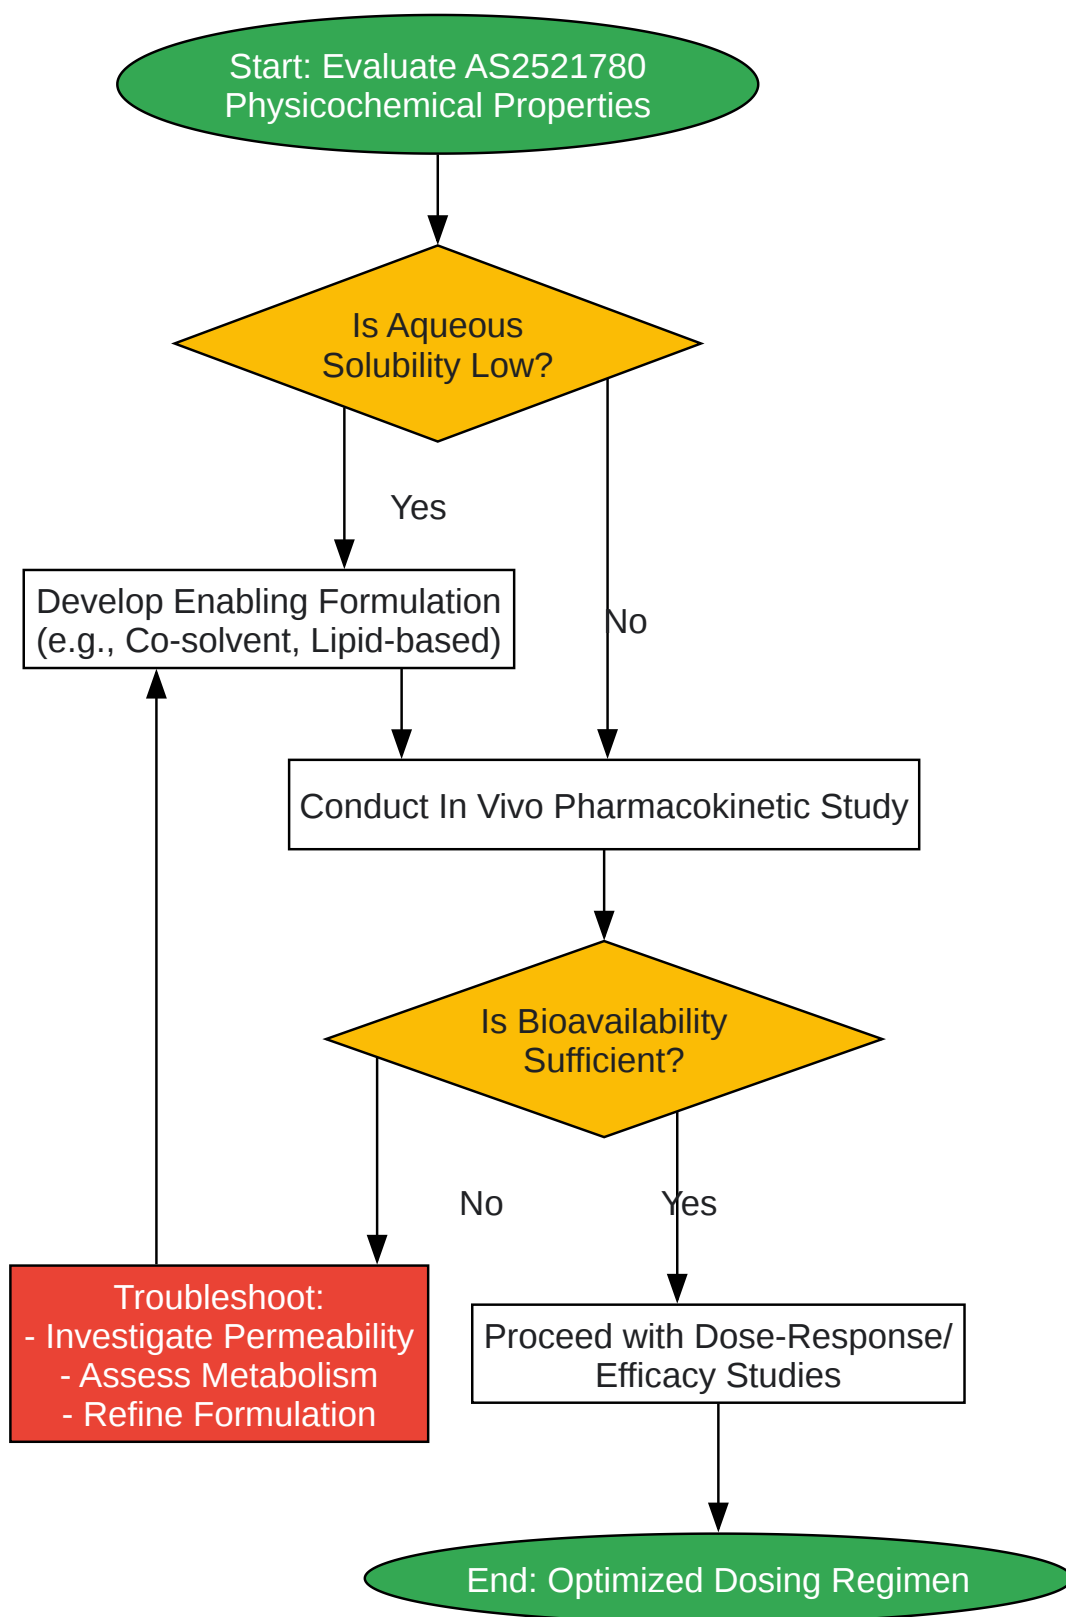 Start: Evaluate AS2521780
Physicochemical Properties
Is Aqueous
Solubility Low?
Yes
Develop Enabling Formulation
(e.g., Co-solvent, Lipid-based)
No
Conduct In Vivo Pharmacokinetic Study
Is Bioavailability
Sufficient?
No
Yes
Troubleshoot:
- Investigate Permeability
- Assess Metabolism
- Refine Formulation
Proceed with Dose-Response/
Efficacy Studies
End: Optimized Dosing Regimen